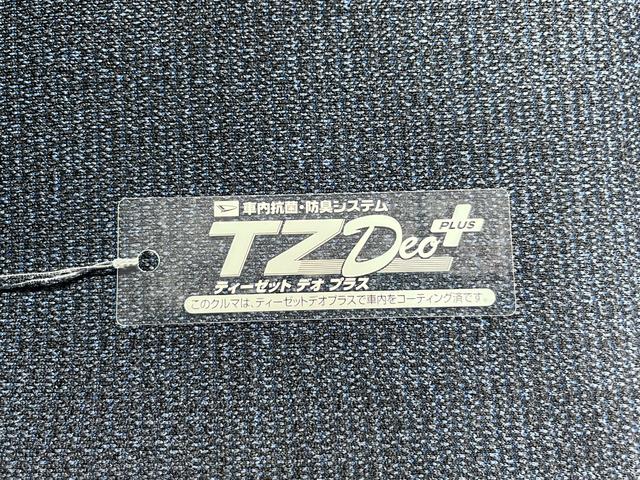 車内抗菌・防臭システム
TZDeo+
PLUS
ティーゼット デオ プラス
このクルマは、ティーゼットデオプラスで車内をコーティング済です。